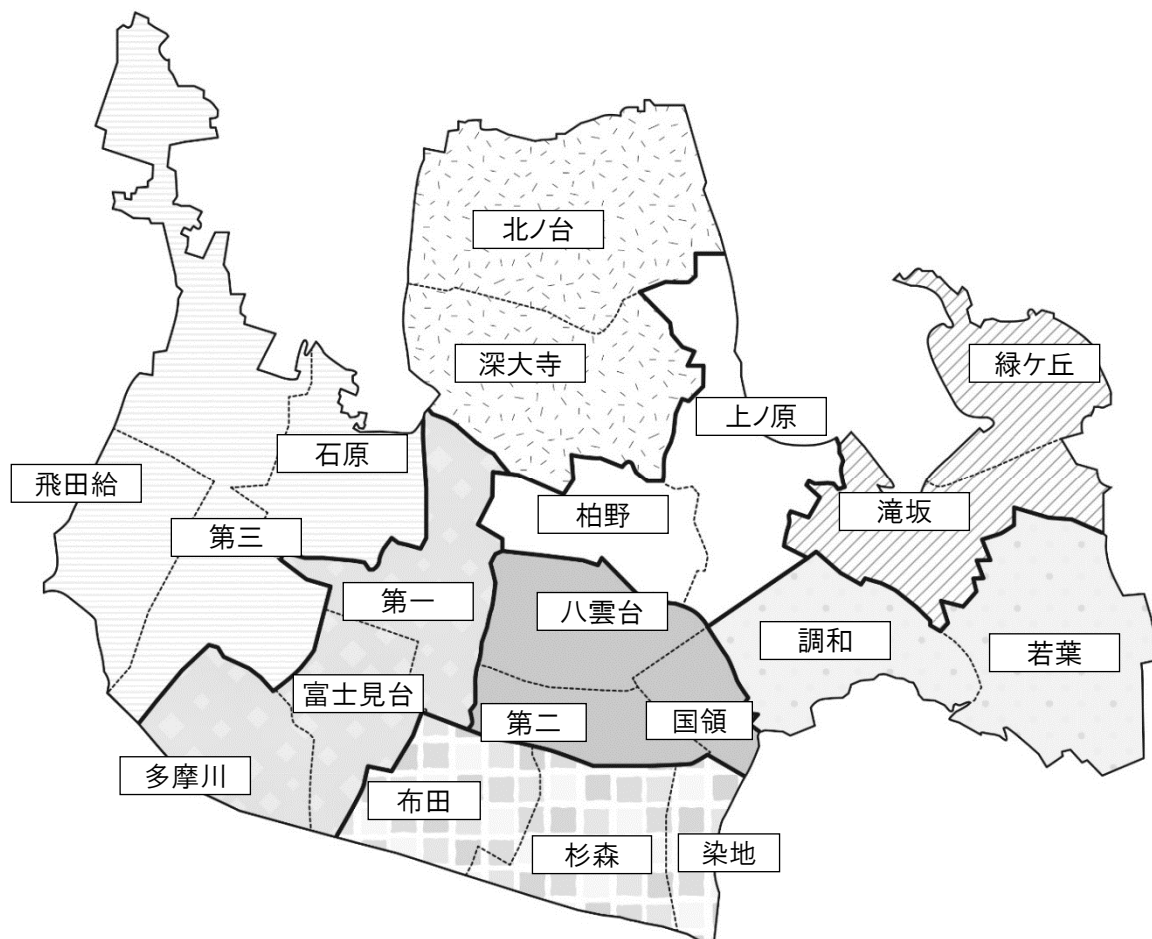 北ノ台
深大寺
緑ケ丘
上ノ原
石原
飛田給
柏野
滝坂
第三
第一
八雲台
調和
若葉
富士見台
第二
国領
多摩川
布田
杉森
染地